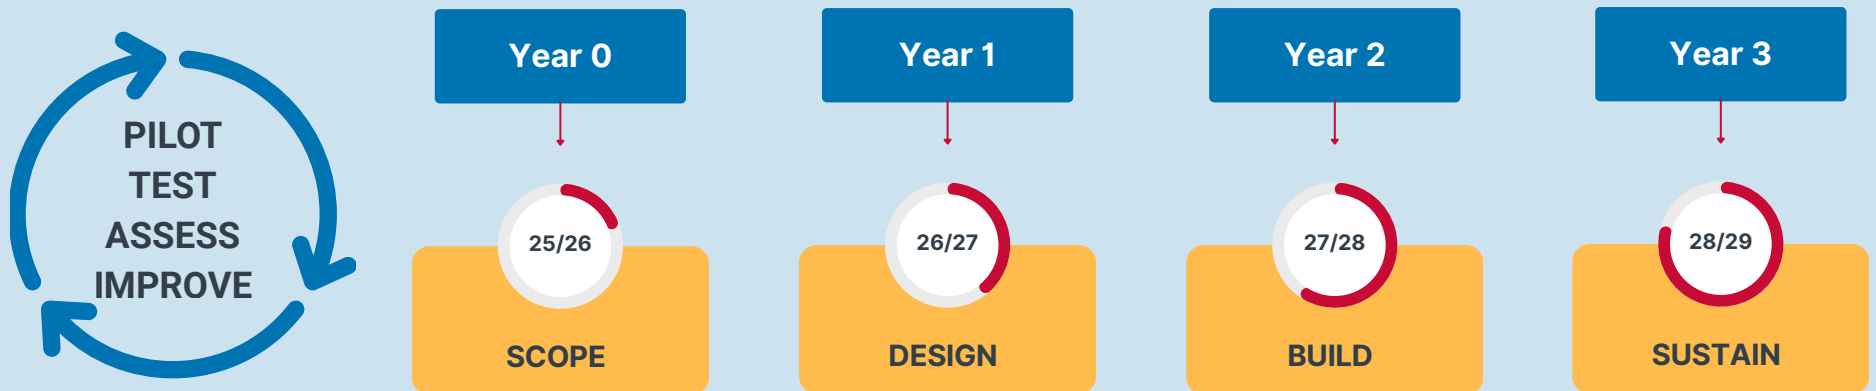 PILOT
TEST
ASSESS
IMPROVE
Year 0
25/26
SCOPE
Year 1
26/27
DESIGN
Year 2
27/28
BUILD
Year 3
28/29
SUSTAIN